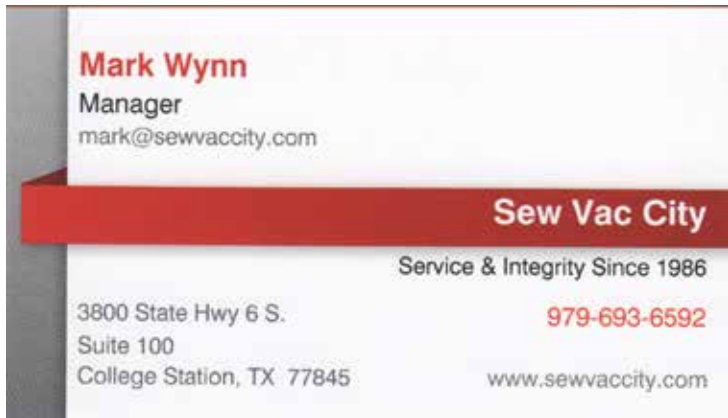 Mark Wynn
Manager
mark@sewvaccity.com
Sew Vac City
Service & Integrity Since 1986
3800 State Hwy 6 S.
Suite 100
College Station, TX 77845
979-693-6592
www.sewvaccity.com